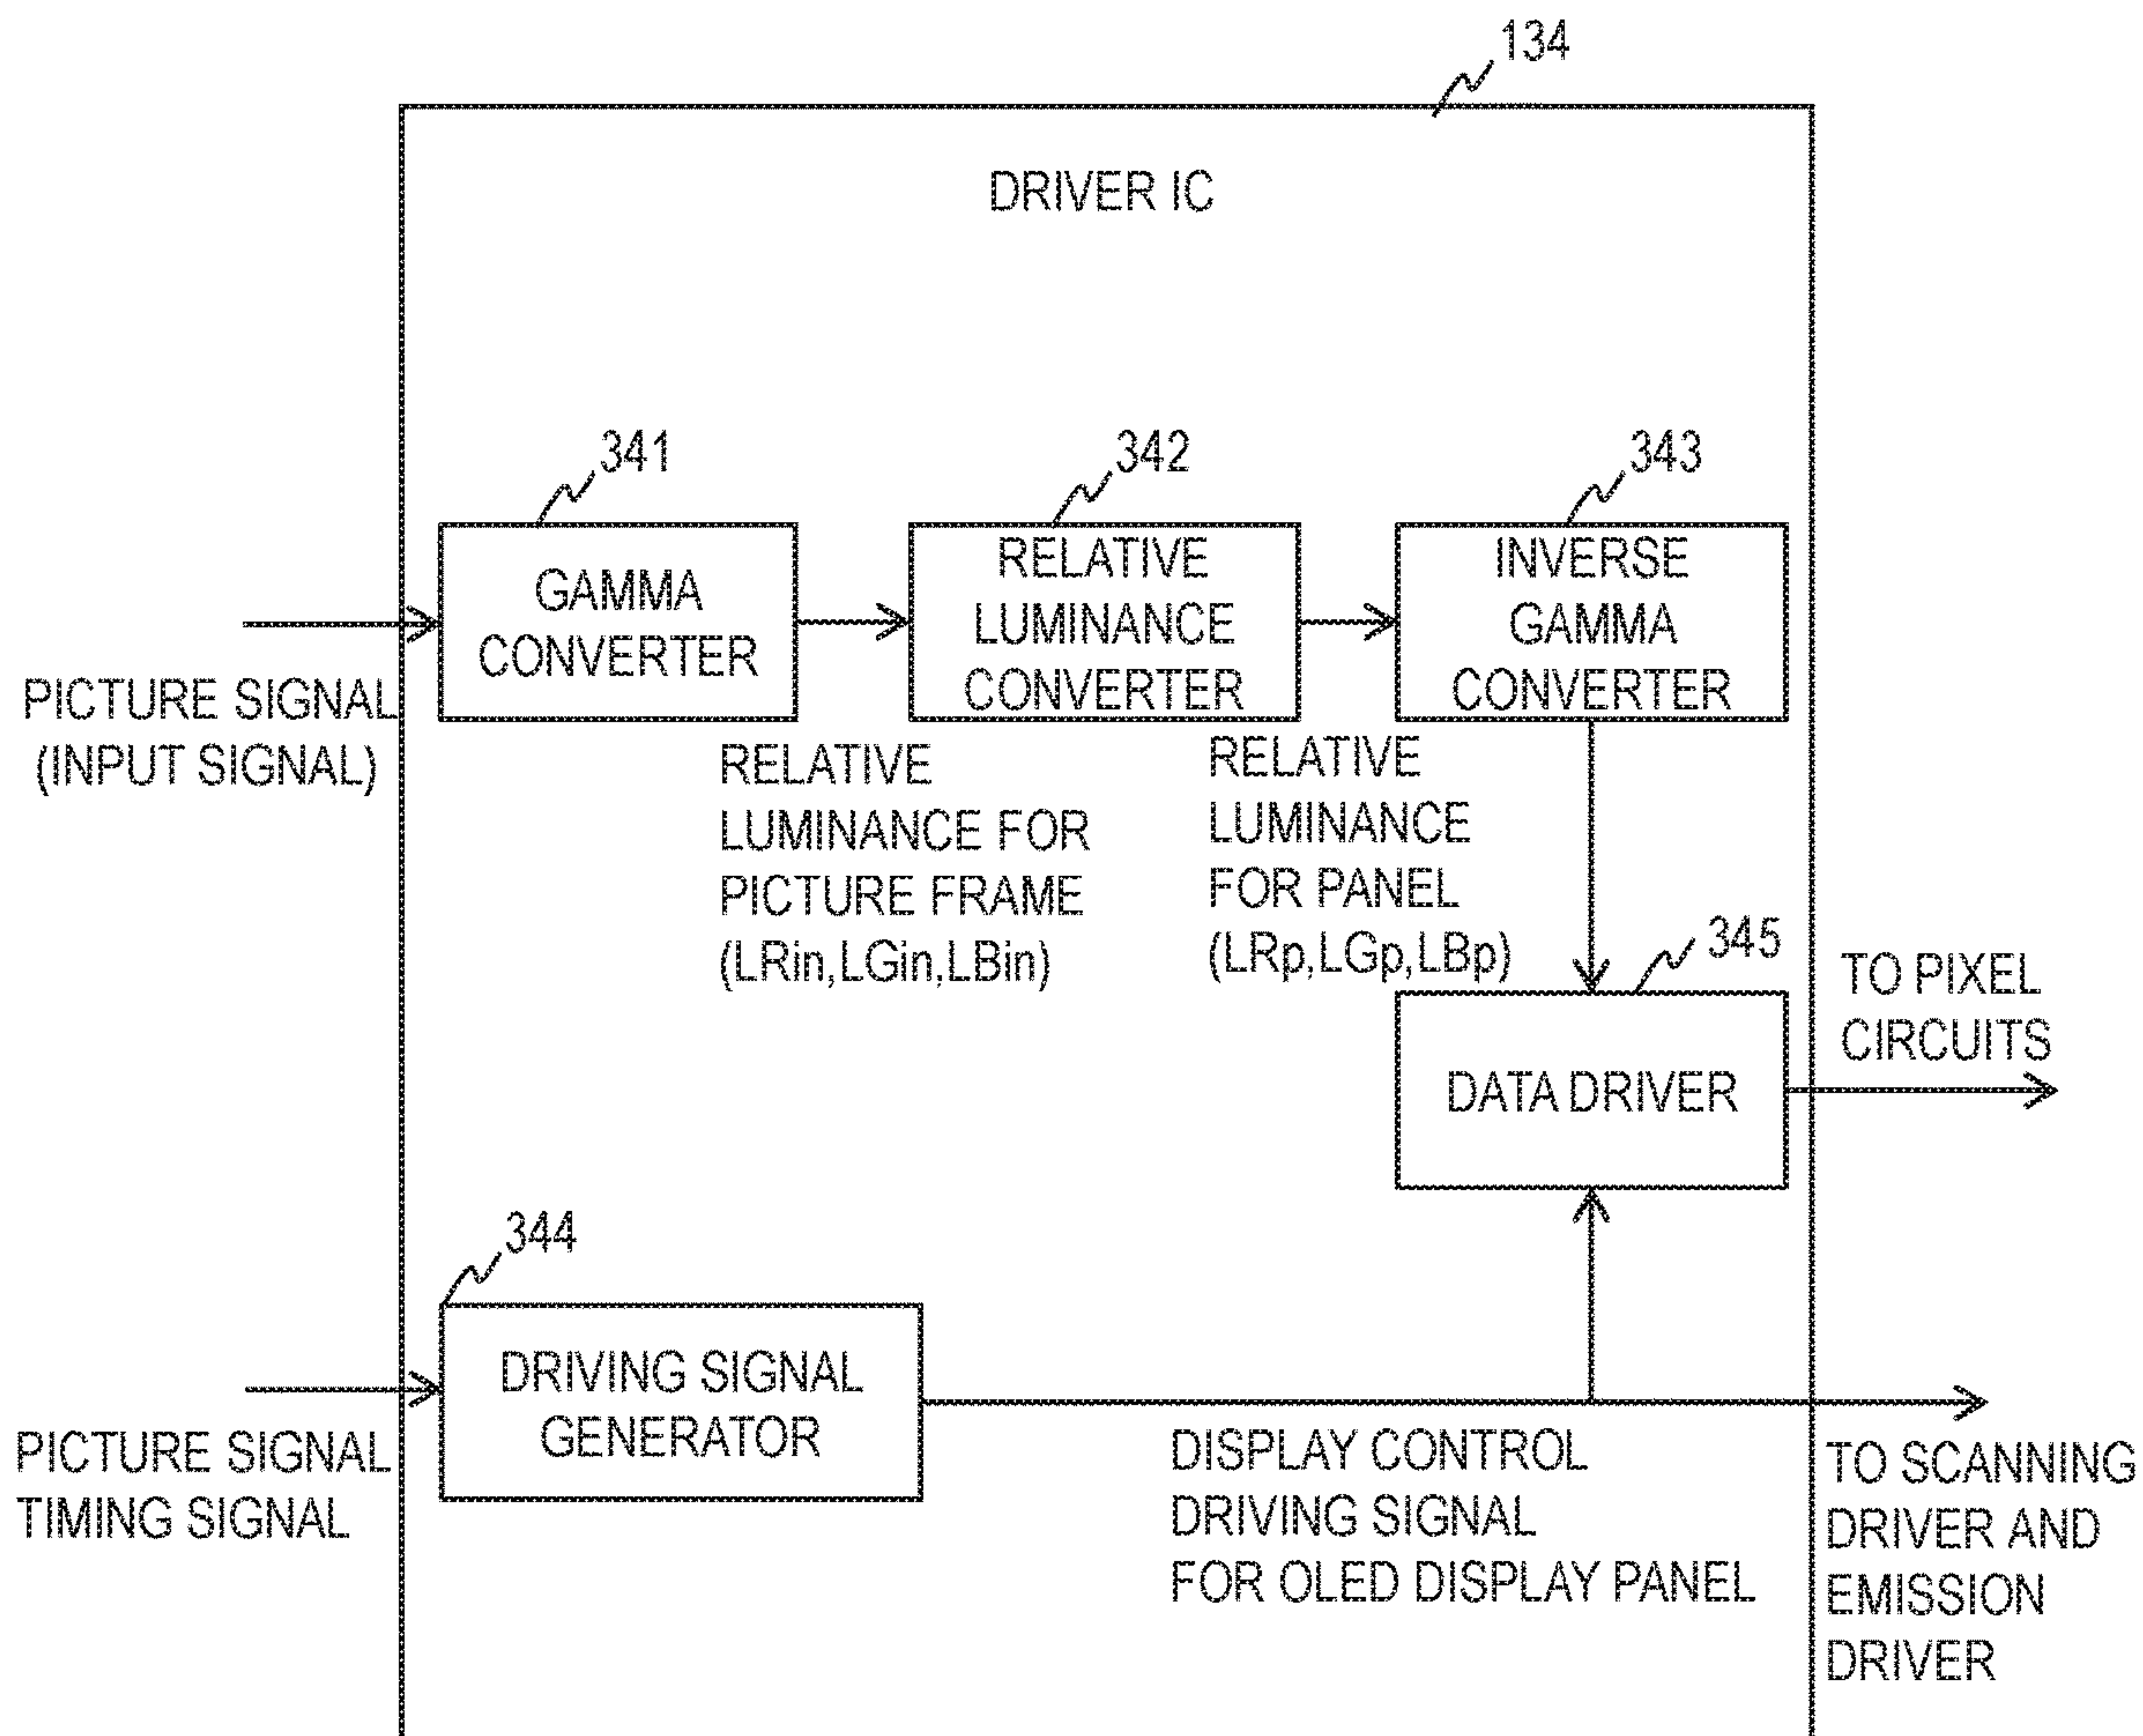 134
DRIVER IC
341
342
343
GAMMA
CONVERTER
RELATIVE
LUMINANCE
CONVERTER
INVERSE
GAMMA
CONVERTER
PICTURE SIGNAL
(INPUT SIGNAL)
RELATIVE
LUMINANCE FOR
PICTURE FRAME
(LRin,LGin,LBin)
RELATIVE
LUMINANCE
FOR PANEL
(LRp,LGp,LBp)
345
TO PIXEL
CIRCUITS
DATA DRIVER
344
DRIVING SIGNAL
GENERATOR
PICTURE SIGNAL
TIMING SIGNAL
DISPLAY CONTROL
DRIVING SIGNAL
FOR OLED DISPLAY PANEL
TO SCANNING
DRIVER AND
EMISSION
DRIVER